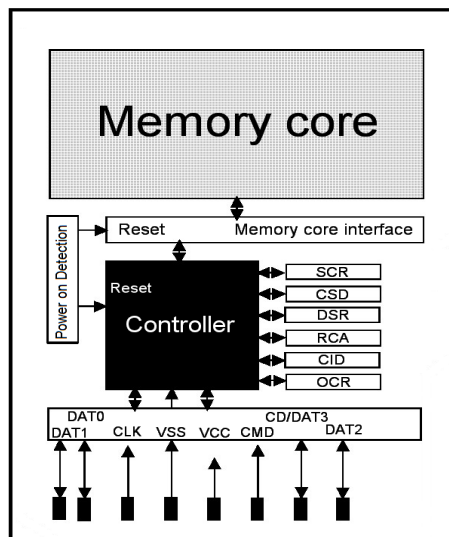 Memory core
Reset Memory core interface
Power on Detection
Reset
Controller
SCR
CSD
DSR
RCA
CID
OCR
DAT0 CD/DAT3
DAT1 CLK VSS VCC CMD DAT2